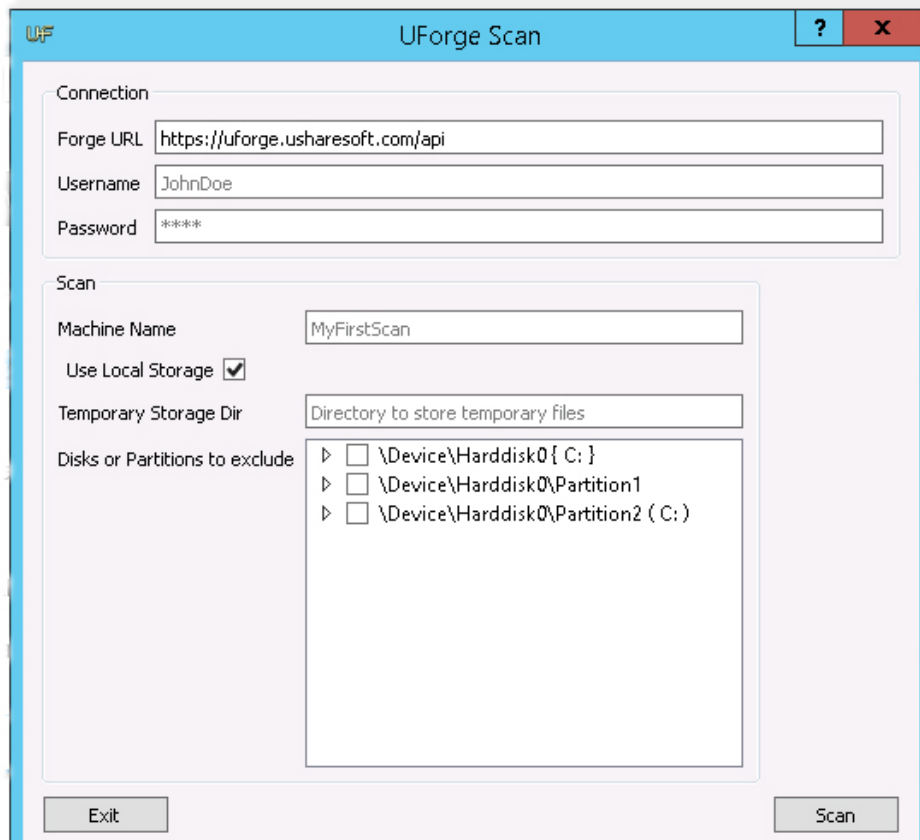 UF UForge Scan ? X
Connection
Forge URL https://uforge.usharesoft.com/api
Username JohnDoe
Password ****
Scan
Machine Name MyFirstScan
Use Local Storage
Temporary Storage Dir Directory to store temporary files
Disks or Partitions to exclude \Device\Harddisk0 { C: }
\Device\Harddisk0\Partition1
\Device\Harddisk0\Partition2 ( C: )
Exit Scan